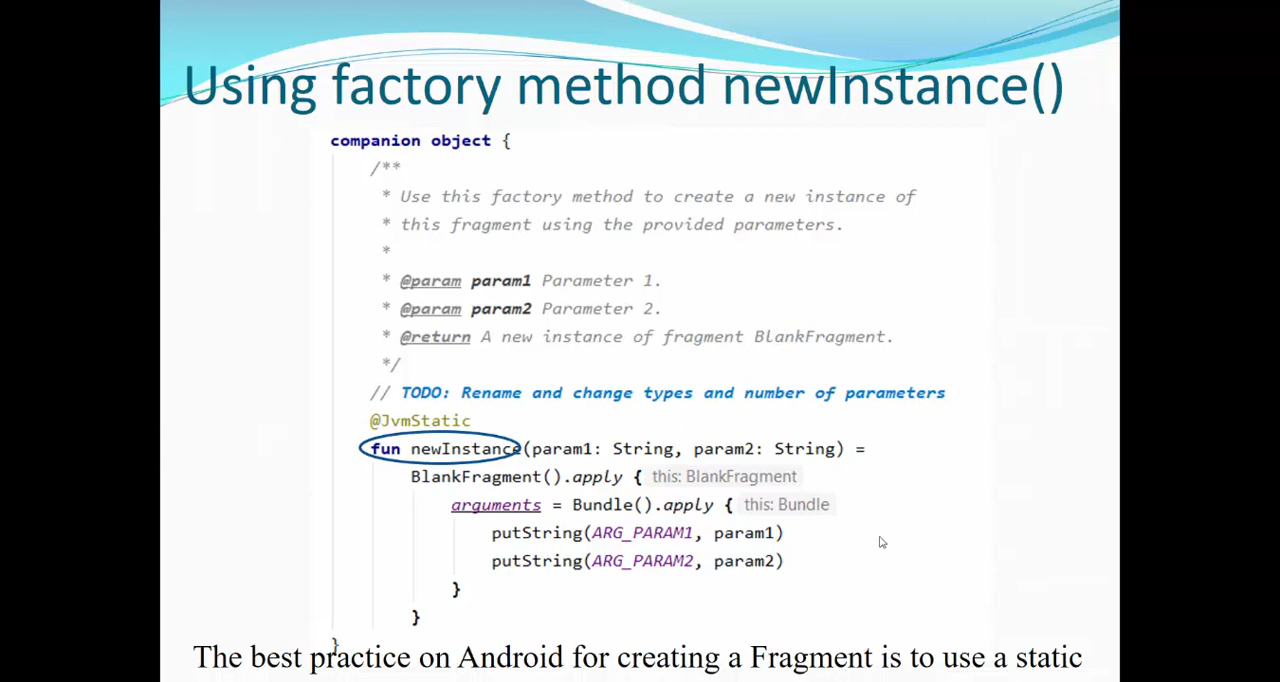 Using factory method newInstance()
companion object {
/**
* Use this factory method to create a new instance of
* this fragment using the provided parameters.
*
* @param param1 Parameter 1.
* @param param2 Parameter 2.
* @return A new instance of fragment BlankFragment.
*/
// TODO: Rename and change types and number of parameters
@JvmStatic
fun newInstance(param1: String, param2: String) =
BlankFragment().apply { this: BlankFragment
arguments = Bundle().apply { this: Bundle
putString(ARG_PARAM1, param1)
putString(ARG_PARAM2, param2)
}
}
}
The best practice on Android for creating a Fragment is to use a static